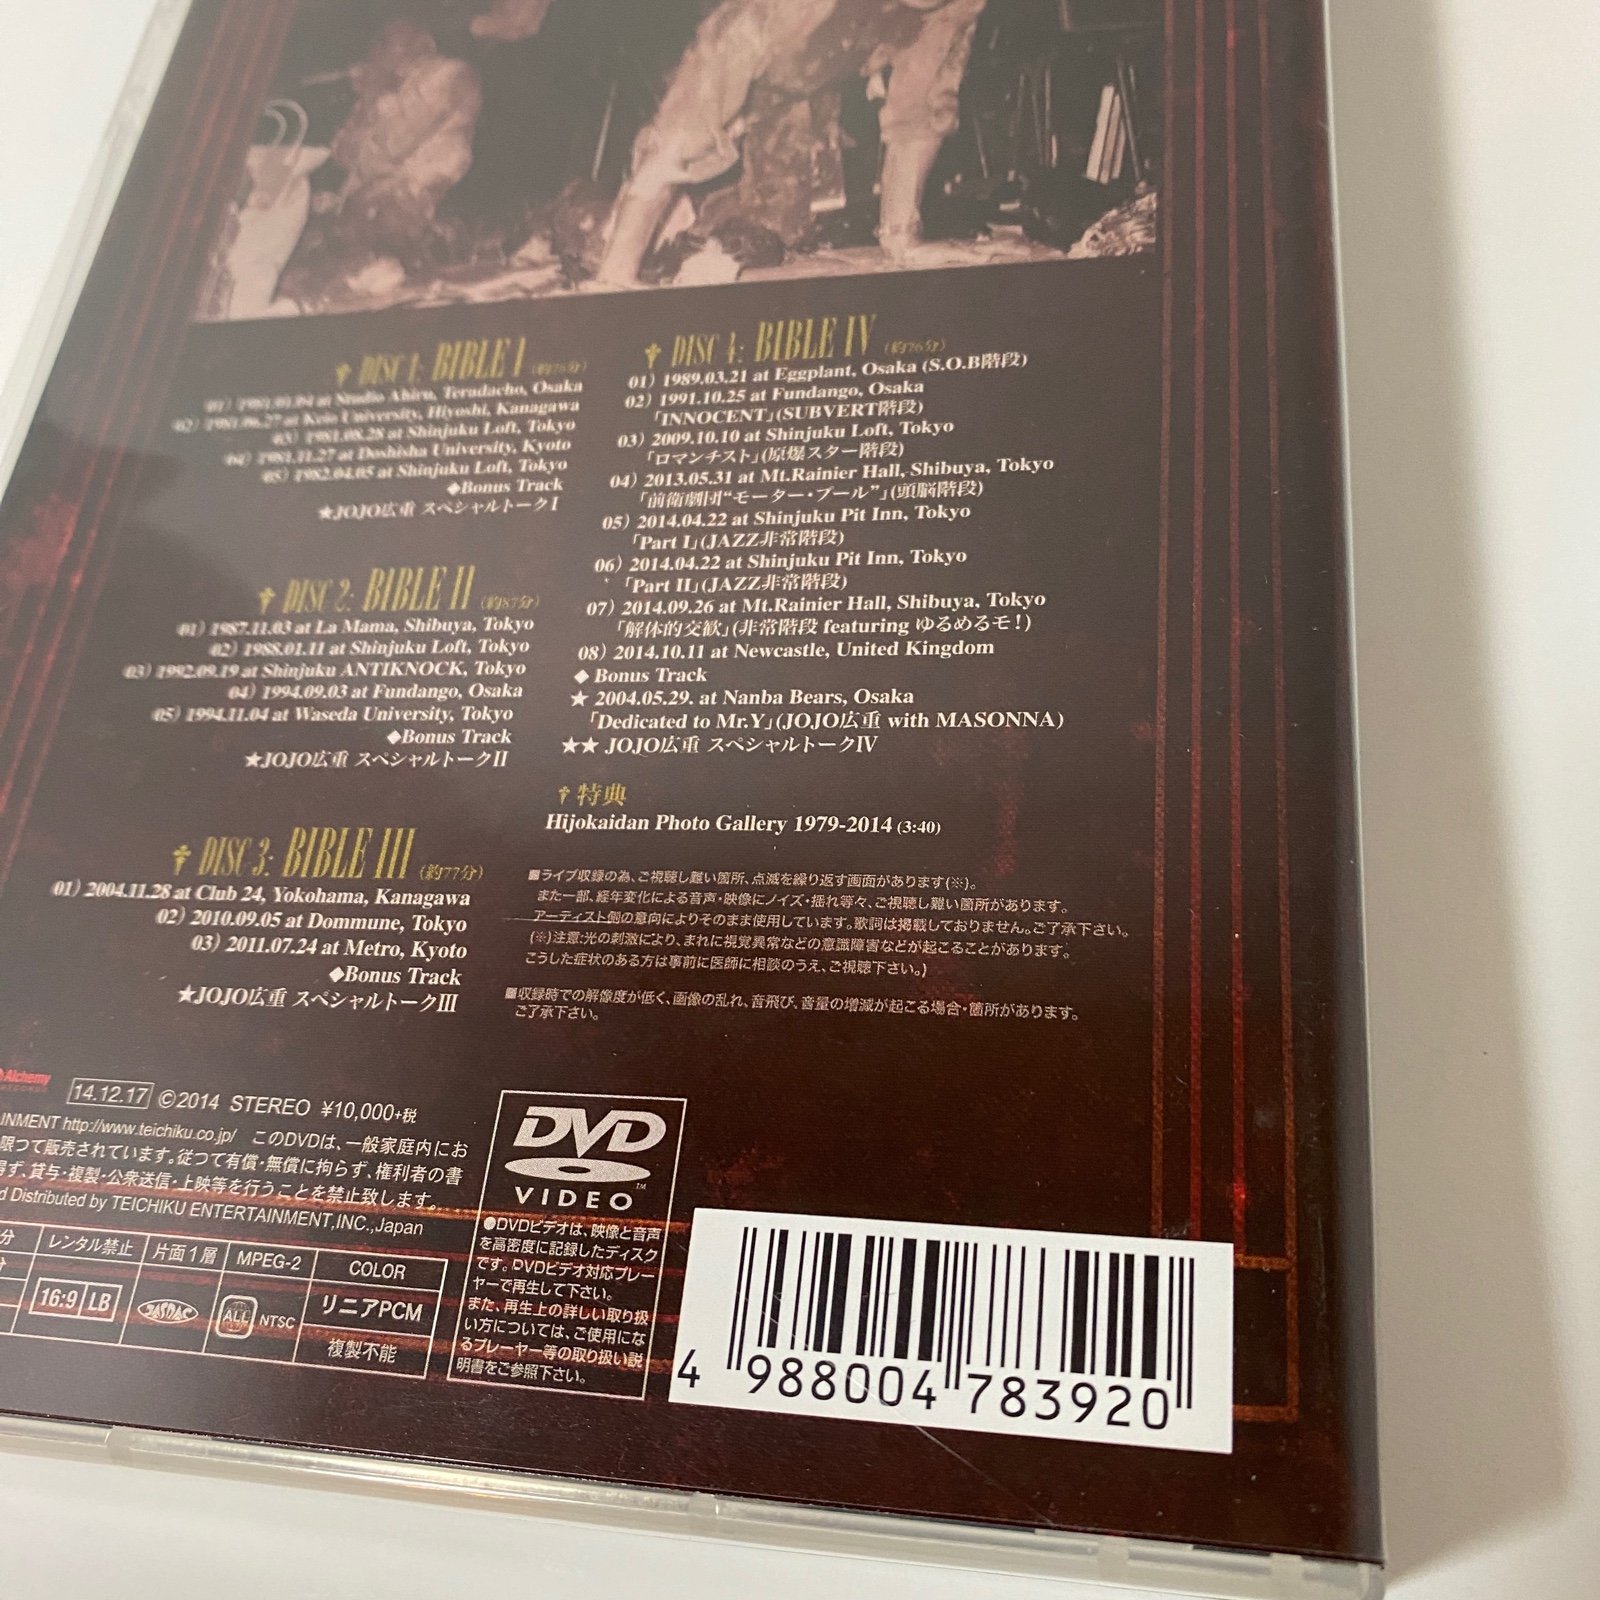 DISC 1: BIBLE I (約76分)
at Studio Ahiru, Teradacho, Osaka
02) 1981.06.27 at Keio University, Hiyoshi, Kanagawa
03) 1981.08.28 at Shinjuku Loft, Tokyo
04) 1981.11.27 at Doshisha University, Kyoto
05) 1982.04.05 at Shinjuku Loft, Tokyo
◆Bonus Track
★JOJO広重 スペシャルトークI
DISC 2: BIBLE II (約87分)
01) 1987.11.03 at La Mama, Shibuya, Tokyo
02) 1988.01.11 at Shinjuku Loft, Tokyo
03) 1992.09.19 at Shinjuku ANTIKNOCK, Tokyo
04) 1994.09.03 at Fundango, Osaka
05) 1994.11.04 at Waseda University, Tokyo
◆Bonus Track
★JOJO広重 スペシャルトークII
DISC 3: BIBLE III (約77分)
01) 2004.11.28 at Club 24, Yokohama, Kanagawa
02) 2010.09.05 at Dommune, Tokyo
03) 2011.07.24 at Metro, Kyoto
◆Bonus Track
★JOJO広重 スペシャルトークIII
DISC 4: BIBLE IV (約76分)
01) 1989.03.21 at Eggplant, Osaka (S.O.B階段)
02) 1991.10.25 at Fundango, Osaka
「INNOCENT」(SUBVERT階段)
03) 2009.10.10 at Shinjuku Loft, Tokyo
「ロマンチスト」(原爆スター階段)
04) 2013.05.31 at Mt.Rainier Hall, Shibuya, Tokyo
「前衛劇団“モーター・プール”」(頭脳階段)
05) 2014.04.22 at Shinjuku Pit Inn, Tokyo
「Part I」(JAZZ非常階段)
06) 2014.04.22 at Shinjuku Pit Inn, Tokyo
「Part II」(JAZZ非常階段)
07) 2014.09.26 at Mt.Rainier Hall, Shibuya, Tokyo
「解体的交歓」(非常階段 featuring ゆるめるモ!)
08) 2014.10.11 at Newcastle, United Kingdom
◆ Bonus Track
★ 2004.05.29. at Nanba Bears, Osaka
「Dedicated to Mr.Y」(JOJO広重 with MASONNA)
★★ JOJO広重 スペシャルトークIV
特典
Hijokaidan Photo Gallery 1979-2014 (3:40)
■ライブ収録の為、ご視聴し難い箇所、点滅を繰り返す画面があります(※)。
また一部、経年変化による音声・映像にノイズ・揺れ等々、ご視聴し難い箇所があります。
アーティスト側の意向によりそのまま使用しています。歌詞は掲載しておりません。ご了承下さい。
(※)注意:光の刺激により、まれに視覚異常などの意識障害などが起こることがあります。
こうした症状のある方は事前に医師に相談のうえ、ご視聴下さい。)
■収録時での解像度が低く、画像の乱れ、音飛び、音量の増減が起こる場合・箇所があります。
ご了承下さい。
Alchemy
RECORDS
14.12.17 ©2014 STEREO ¥10,000+税
INMENT http://www.teichiku.co.jp/ このDVDは、一般家庭内にお
限つて販売されています。従つて有償・無償に拘らず、権利者の書
得ず、貸与・複製・公衆送信・上映等を行うことを禁止致します。
d Distributed by TEICHIKU ENTERTAINMENT,INC.,Japan
分 レンタル禁止 片面1層 MPEG-2 COLOR
分 16:9 LB JASRAC ALL NTSC リニアPCM
複製不能
DVD
VIDEO
TM
●DVDビデオは、映像と音声
を高密度に記録したディスク
です。DVDビデオ対応プレー
ヤーで再生して下さい。
また、再生上の詳しい取り扱
い方については、ご使用にな
るプレーヤー等の取り扱い説
明書をご参照下さい。
4 988004 783920